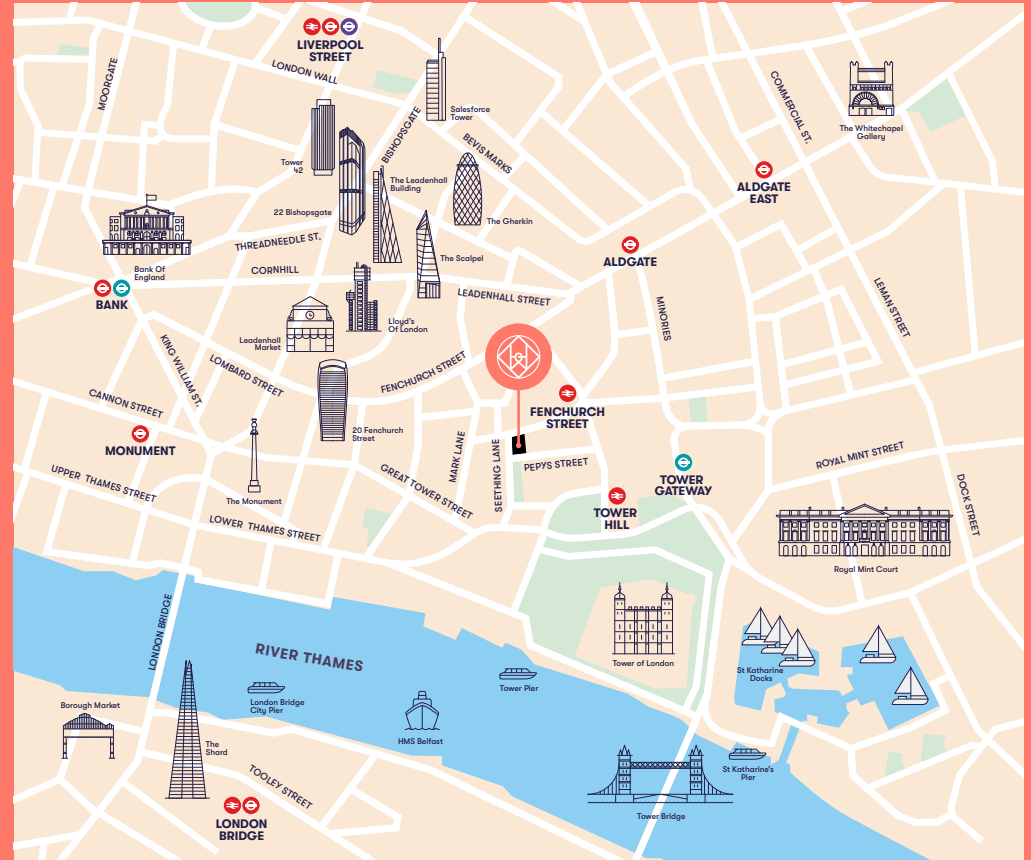 LIVERPOOL
STREET
LONDON WALL
MOORGATE
Salesforce
Tower
COMMERCIAL ST.
The Whitechapel
Gallery
BISHOPSGATE
BEVIS MARKS
Tower
42
The Leadenhall
Building
ALDGATE
EAST
22 Bishopsgate
The Gherkin
THREADNEEDLE ST.
The Scalpel
ALDGATE
Bank Of
England
CORNHILL
BANK
LEADENHALL STREET
MINORIES
LEMAN STREET
Lloyd's
Of London
Leadenhall
Market
KING WILLIAM ST.
LOMBARD STREET
FENCHURCH STREET
CANNON STREET
FENCHURCH
STREET
MONUMENT
20 Fenchurch
Street
MARK LANE
SEETHING LANE
PEPYS STREET
ROYAL MINT STREET
UPPER THAMES STREET
The Monument
GREAT TOWER STREET
TOWER
GATEWAY
DOCK STREET
LOWER THAMES STREET
TOWER
HILL
Royal Mint Court
LONDON BRIDGE
RIVER THAMES
Tower of London
St Katharine
Docks
Tower Pier
London Bridge
City Pier
Borough Market
HMS Belfast
The
Shard
St Katharine's
Pier
TOOLEY STREET
Tower Bridge
LONDON
BRIDGE